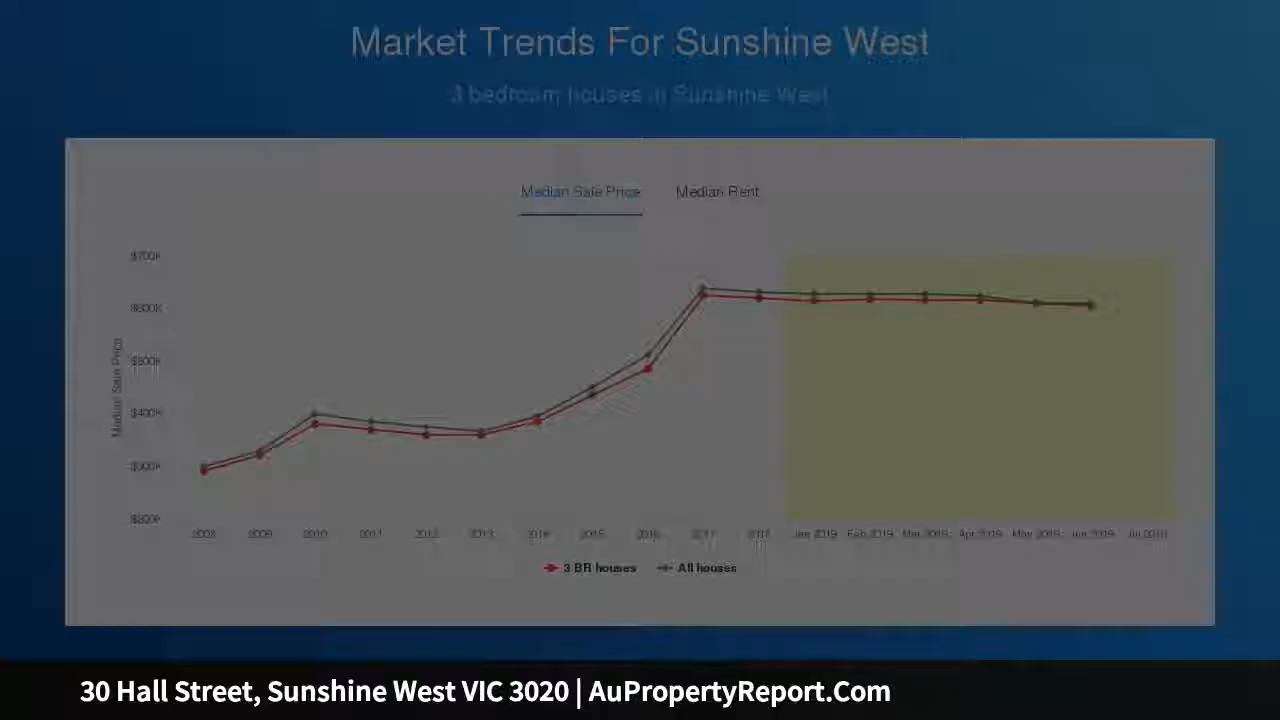 Market Trends For Sunshine West
3 bedroom houses in Sunshine West
Median Sale Price Median Rent
$700K
$600K
$500K
$400K
$300K
$200K
Median Sale Price
2008 2009 2010 2011 2012 2013 2014 2015 2016 2017 2018 Jan 2019 Feb 2019 Mar 2019 Apr 2019 May 2019 Jun 2019 Jul 2019
3 BR houses All houses
30 Hall Street, Sunshine West VIC 3020 | AuPropertyReport.Com